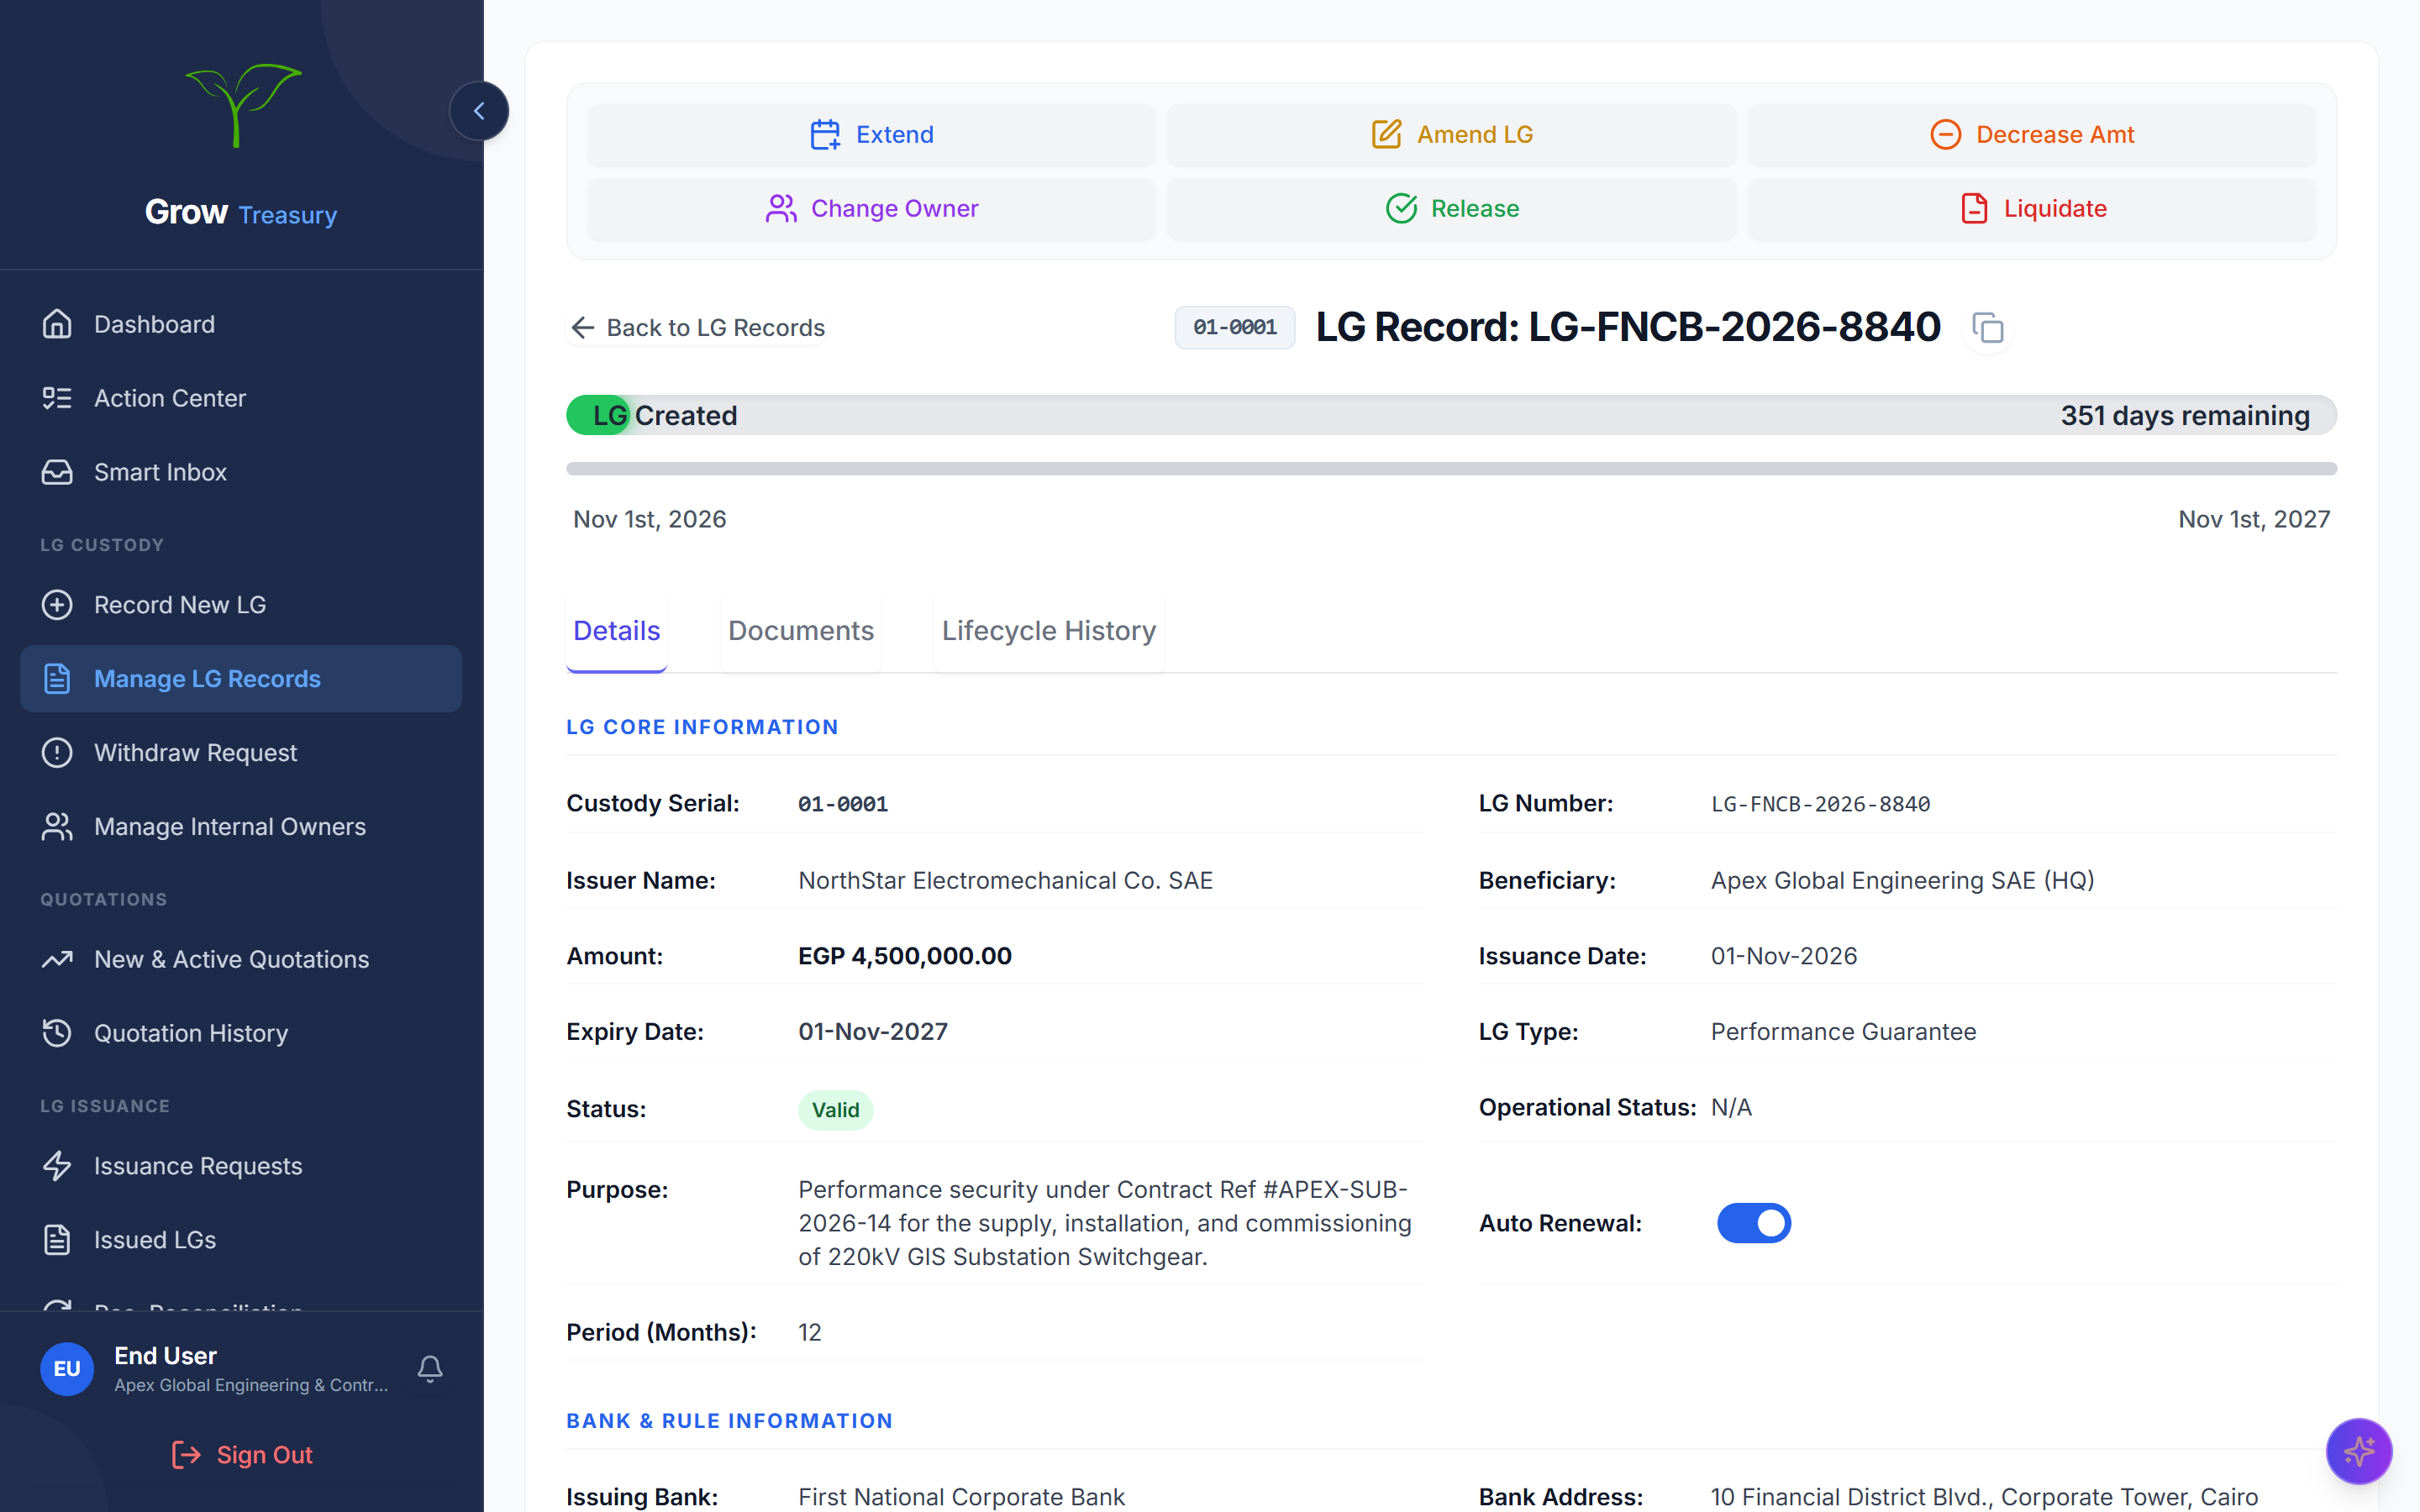 Grow Treasury
Dashboard
Action Center
Smart Inbox
LG CUSTODY
Record New LG
Manage LG Records
Withdraw Request
Manage Internal Owners
QUOTATIONS
New & Active Quotations
Quotation History
LG ISSUANCE
Issuance Requests
Issued LGs
EU
End User
Apex Global Engineering & Contr...
Sign Out
Extend
Amend LG
Decrease Amt
Change Owner
Release
Liquidate
Back to LG Records
01-0001
LG Record: LG-FNCB-2026-8840
LG Created
351 days remaining
Nov 1st, 2026
Nov 1st, 2027
Details
Documents
Lifecycle History
LG CORE INFORMATION
Custody Serial: 01-0001
LG Number: LG-FNCB-2026-8840
Issuer Name: NorthStar Electromechanical Co. SAE
Beneficiary: Apex Global Engineering SAE (HQ)
Amount: EGP 4,500,000.00
Issuance Date: 01-Nov-2026
Expiry Date: 01-Nov-2027
LG Type: Performance Guarantee
Status: Valid
Operational Status: N/A
Purpose: Performance security under Contract Ref #APEX-SUB-
2026-14 for the supply, installation, and commissioning
of 220kV GIS Substation Switchgear.
Auto Renewal:
Period (Months): 12
BANK & RULE INFORMATION
Issuing Bank: First National Corporate Bank
Bank Address: 10 Financial District Blvd., Corporate Tower, Cairo